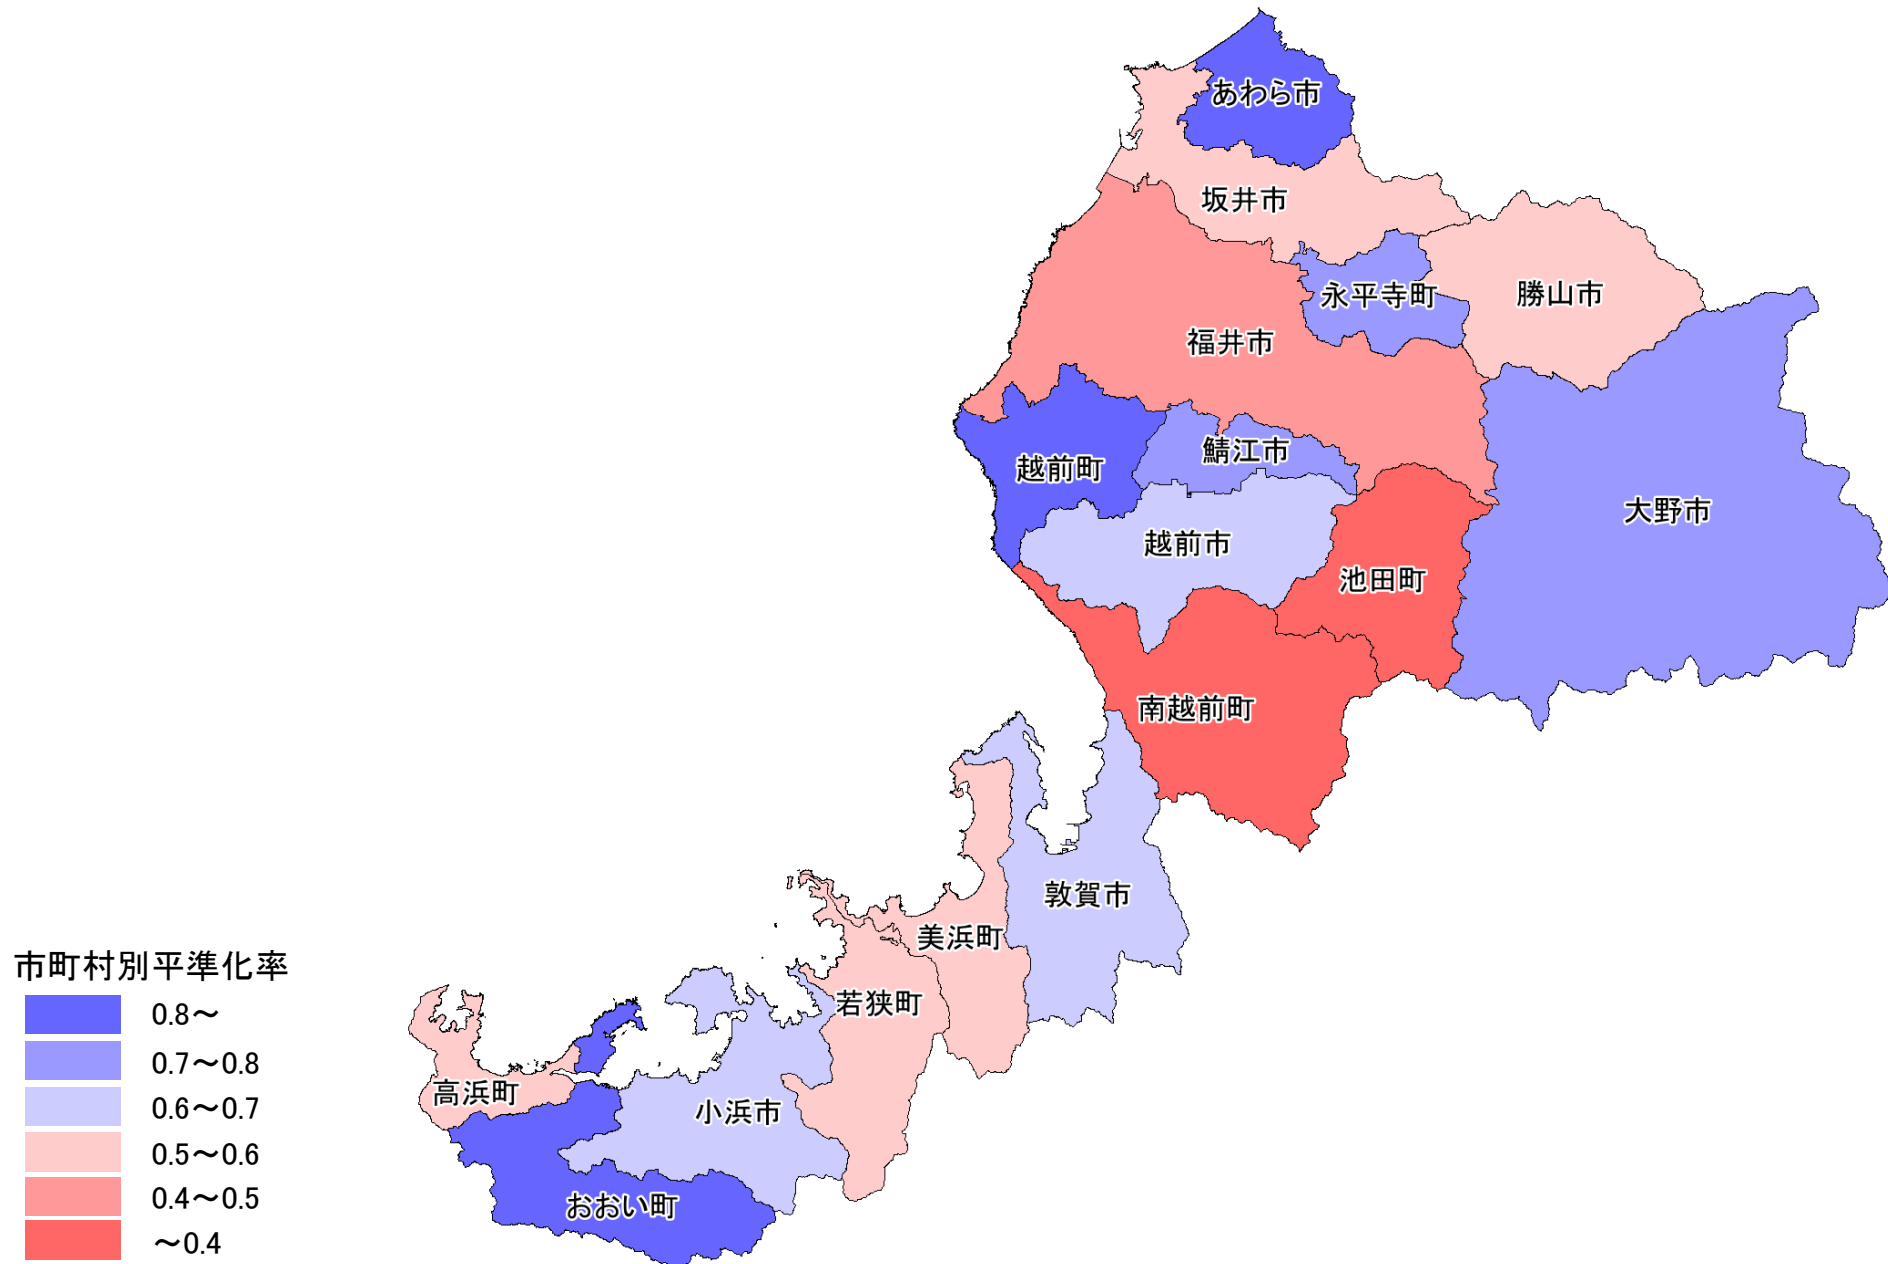 あわら市
坂井市
永平寺町
勝山市
福井市
越前町
鯖江市
大野市
越前市
池田町
南越前町
敦賀市
美浜町
若狭町
高浜町
小浜市
おおい町
市町村別平準化率
0.8～
0.7～0.8
0.6～0.7
0.5～0.6
0.4～0.5
～0.4